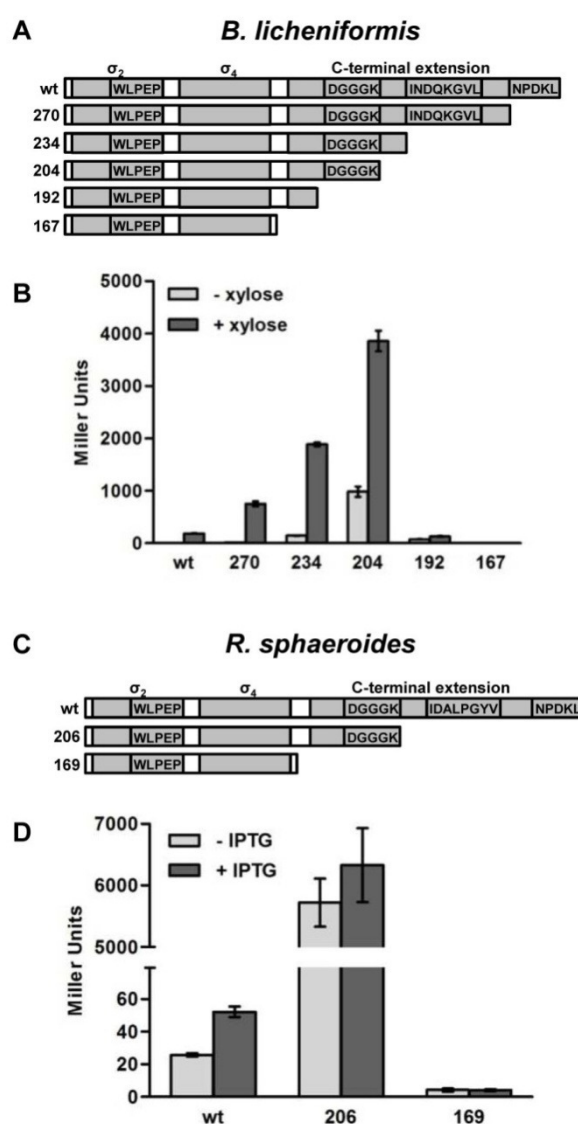 A B. licheniformis
σ2 σ4 C-terminal extension
wt WLPEP DGGGK INDQKGVL NPDKL
270 WLPEP DGGGK INDQKGVL
234 WLPEP DGGGK
204 WLPEP DGGGK
192 WLPEP
167 WLPEP
B
5000
4000
3000
2000
1000
0
Miller Units
- xylose
+ xylose
wt 270 234 204 192 167
C R. sphaeroides
σ2 σ4 C-terminal extension
wt WLPEP DGGGK IDALPGYV NPDKL
206 WLPEP DGGGK
169 WLPEP
D
7000
6000
5000
60
40
20
0
Miller Units
- IPTG
+ IPTG
wt 206 169